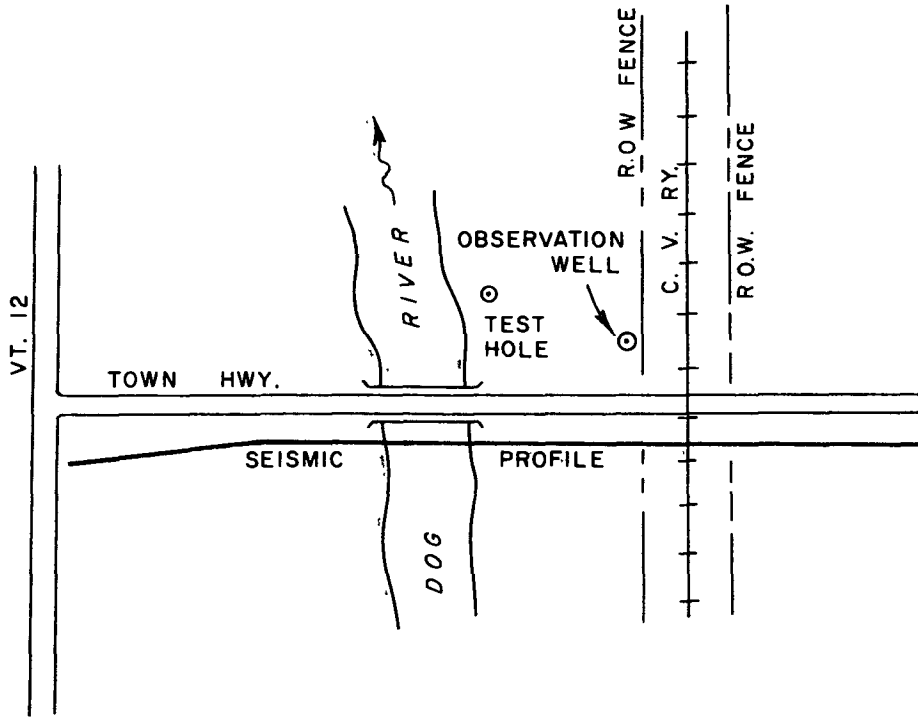 R.O.W FENCE
C. V. RY.
R.O.W. FENCE
RIVER
OBSERVATION
WELL
TEST
HOLE
VT. 12
TOWN HWY.
SEISMIC PROFILE
DOG